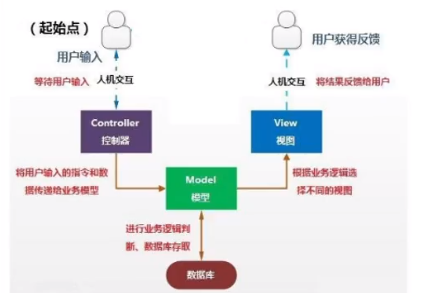 （起始点）
用户输入
用户获得反馈
等待用户输入
人机交互
人机交互
将结果反馈给用户
Controller
控制器
View
视图
将用户输入的指令和数
据传递给业务模型
Model
模型
根据业务逻辑选
择不同的视图
进行业务逻辑判
断、数据库存取
数据库